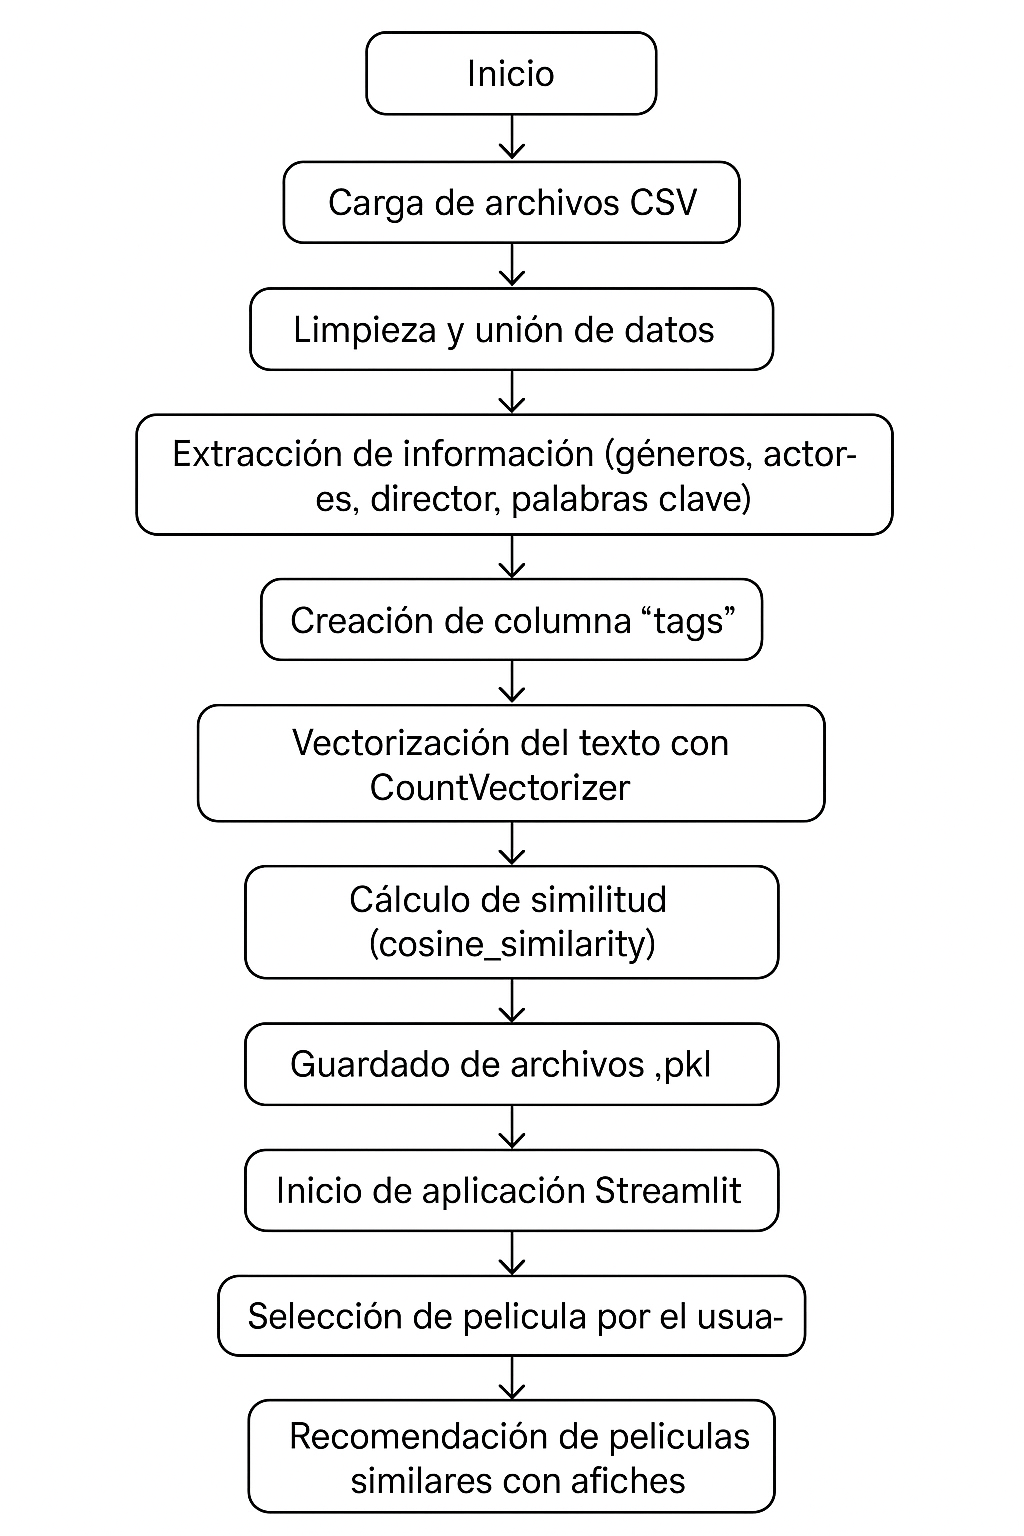 Inicio
Carga de archivos CSV
Limpieza y unión de datos
Extracción de información (géneros, actor-
es, director, palabras clave)
Creación de columna “tags”
Vectorización del texto con
CountVectorizer
Cálculo de similitud
(cosine_similarity)
Guardado de archivos ,pkl
Inicio de aplicación Streamlit
Selección de pelicula por el usua-
Recomendación de peliculas
similares con afiches